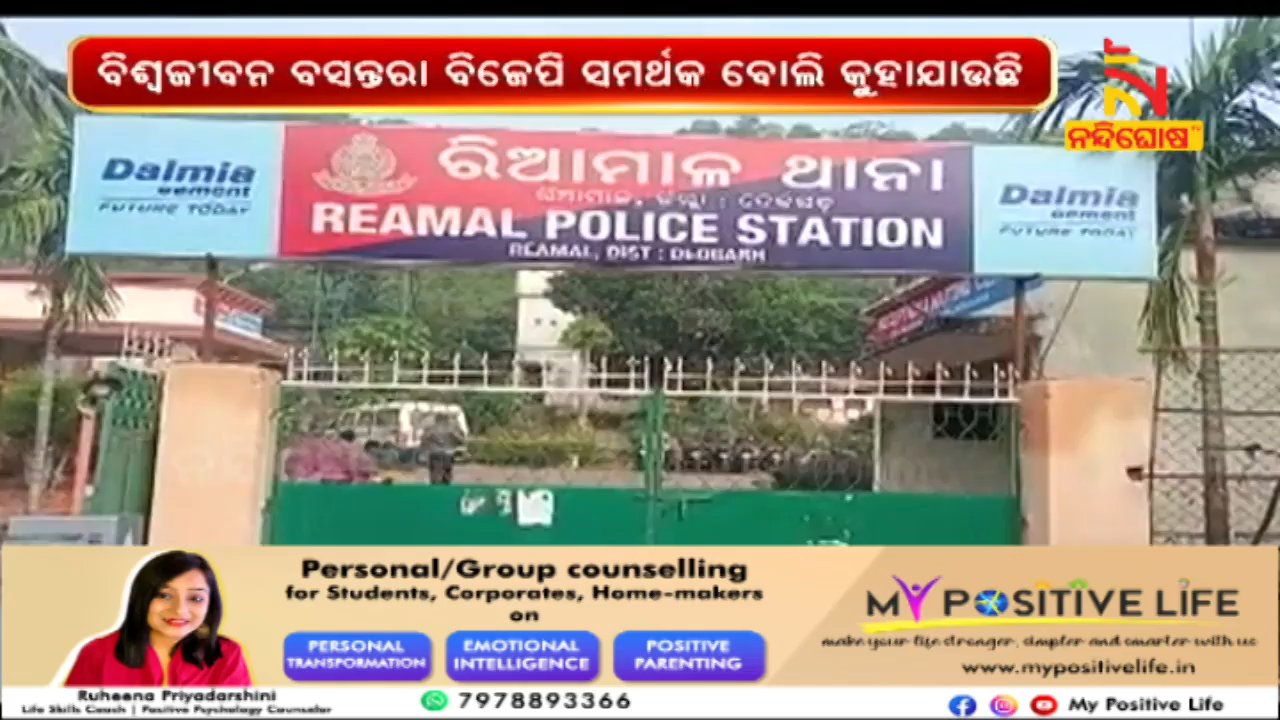 ବିଶ୍ୱଜୀବନ ବସନ୍ତରା ବିଜେପି ସମର୍ଥକ ବୋଲି କୁହାଯାଉଛି
ନନ୍ଦିଘୋଷ TV
Dalmia
cement
FUTURE TODAY
ରିଆମାଳ ଥାନା
ରିଆମାଳ, ଜିଲ୍ଲା : ଦେବଗଡ଼
REAMAL POLICE STATION
REAMAL, DIST : DEOGARH
Dalmia
cement
FUTURE TODAY
Personal/Group counselling
for Students, Corporates, Home-makers
on
PERSONAL TRANSFORMATION
EMOTIONAL INTELLIGENCE
POSITIVE PARENTING
MY POSITIVE LIFE
make your life stronger, simpler and smarter with us
www.mypositivelife.in
Ruheena Priyadarshini
Life Skills Coach | Positive Psychology Counselor
7978893366
My Positive Life